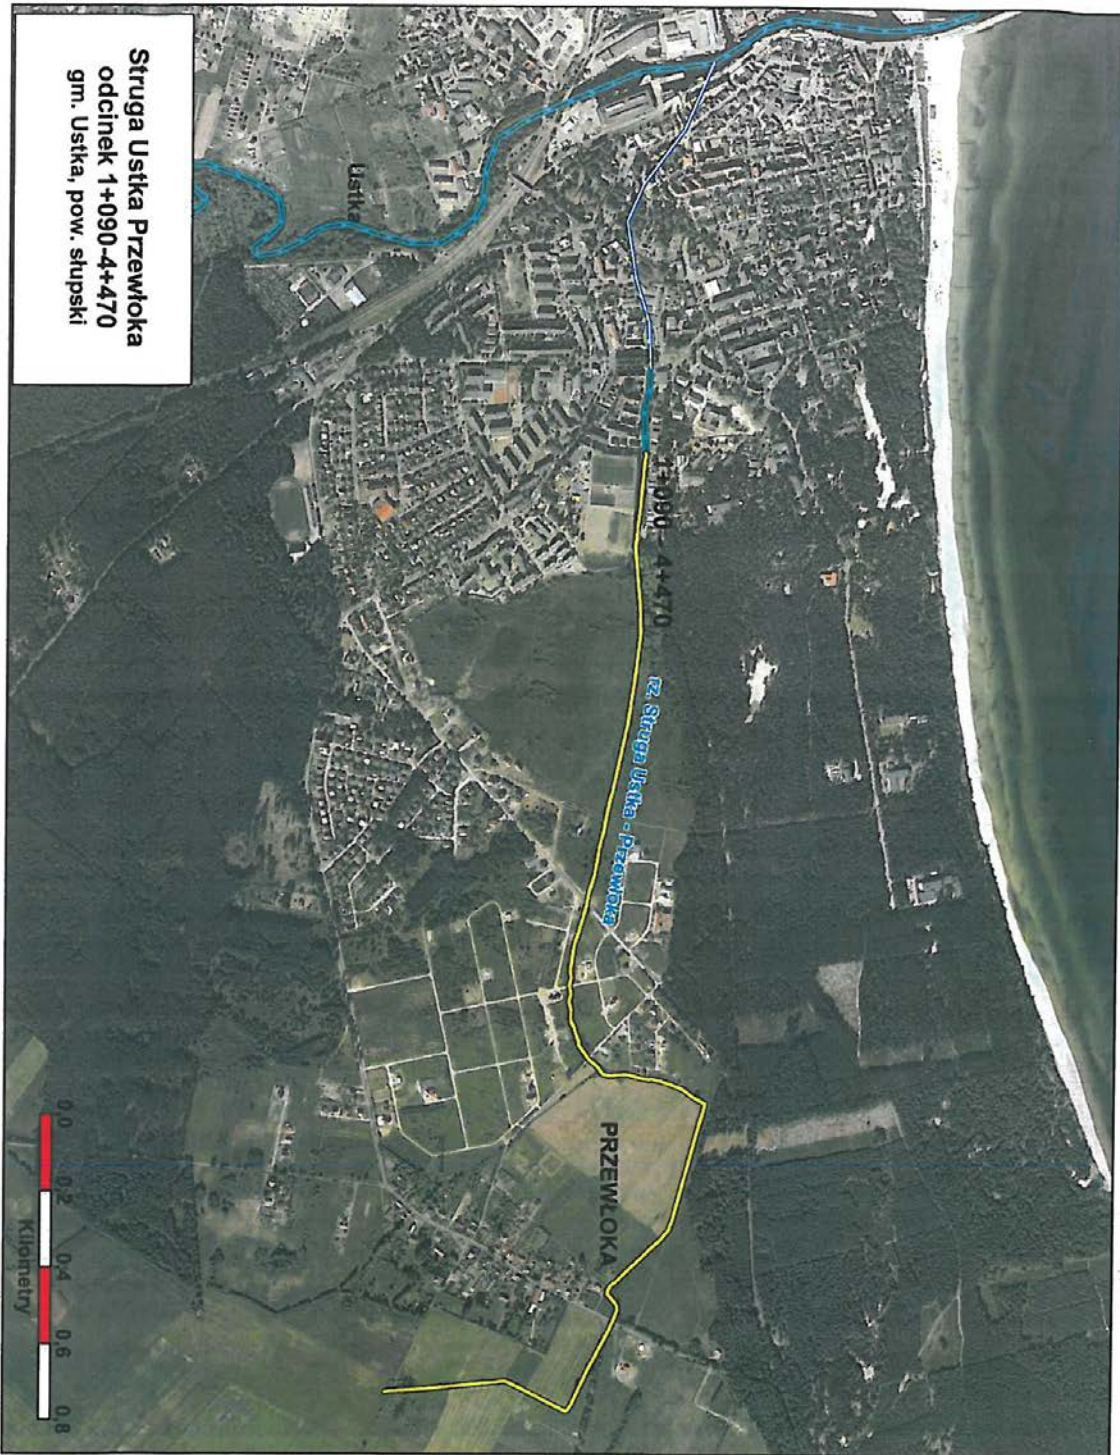 Struga Ustka Przewłoka
odcinek 1+090-4+470
gm. Ustka, pow. słupski
Ustka
1+090 - 4+470
rz. Struga Ustka - Przewłoka
PRZEWŁOKA
0,0 0,2 0,4 0,6 0,8
Kilometry